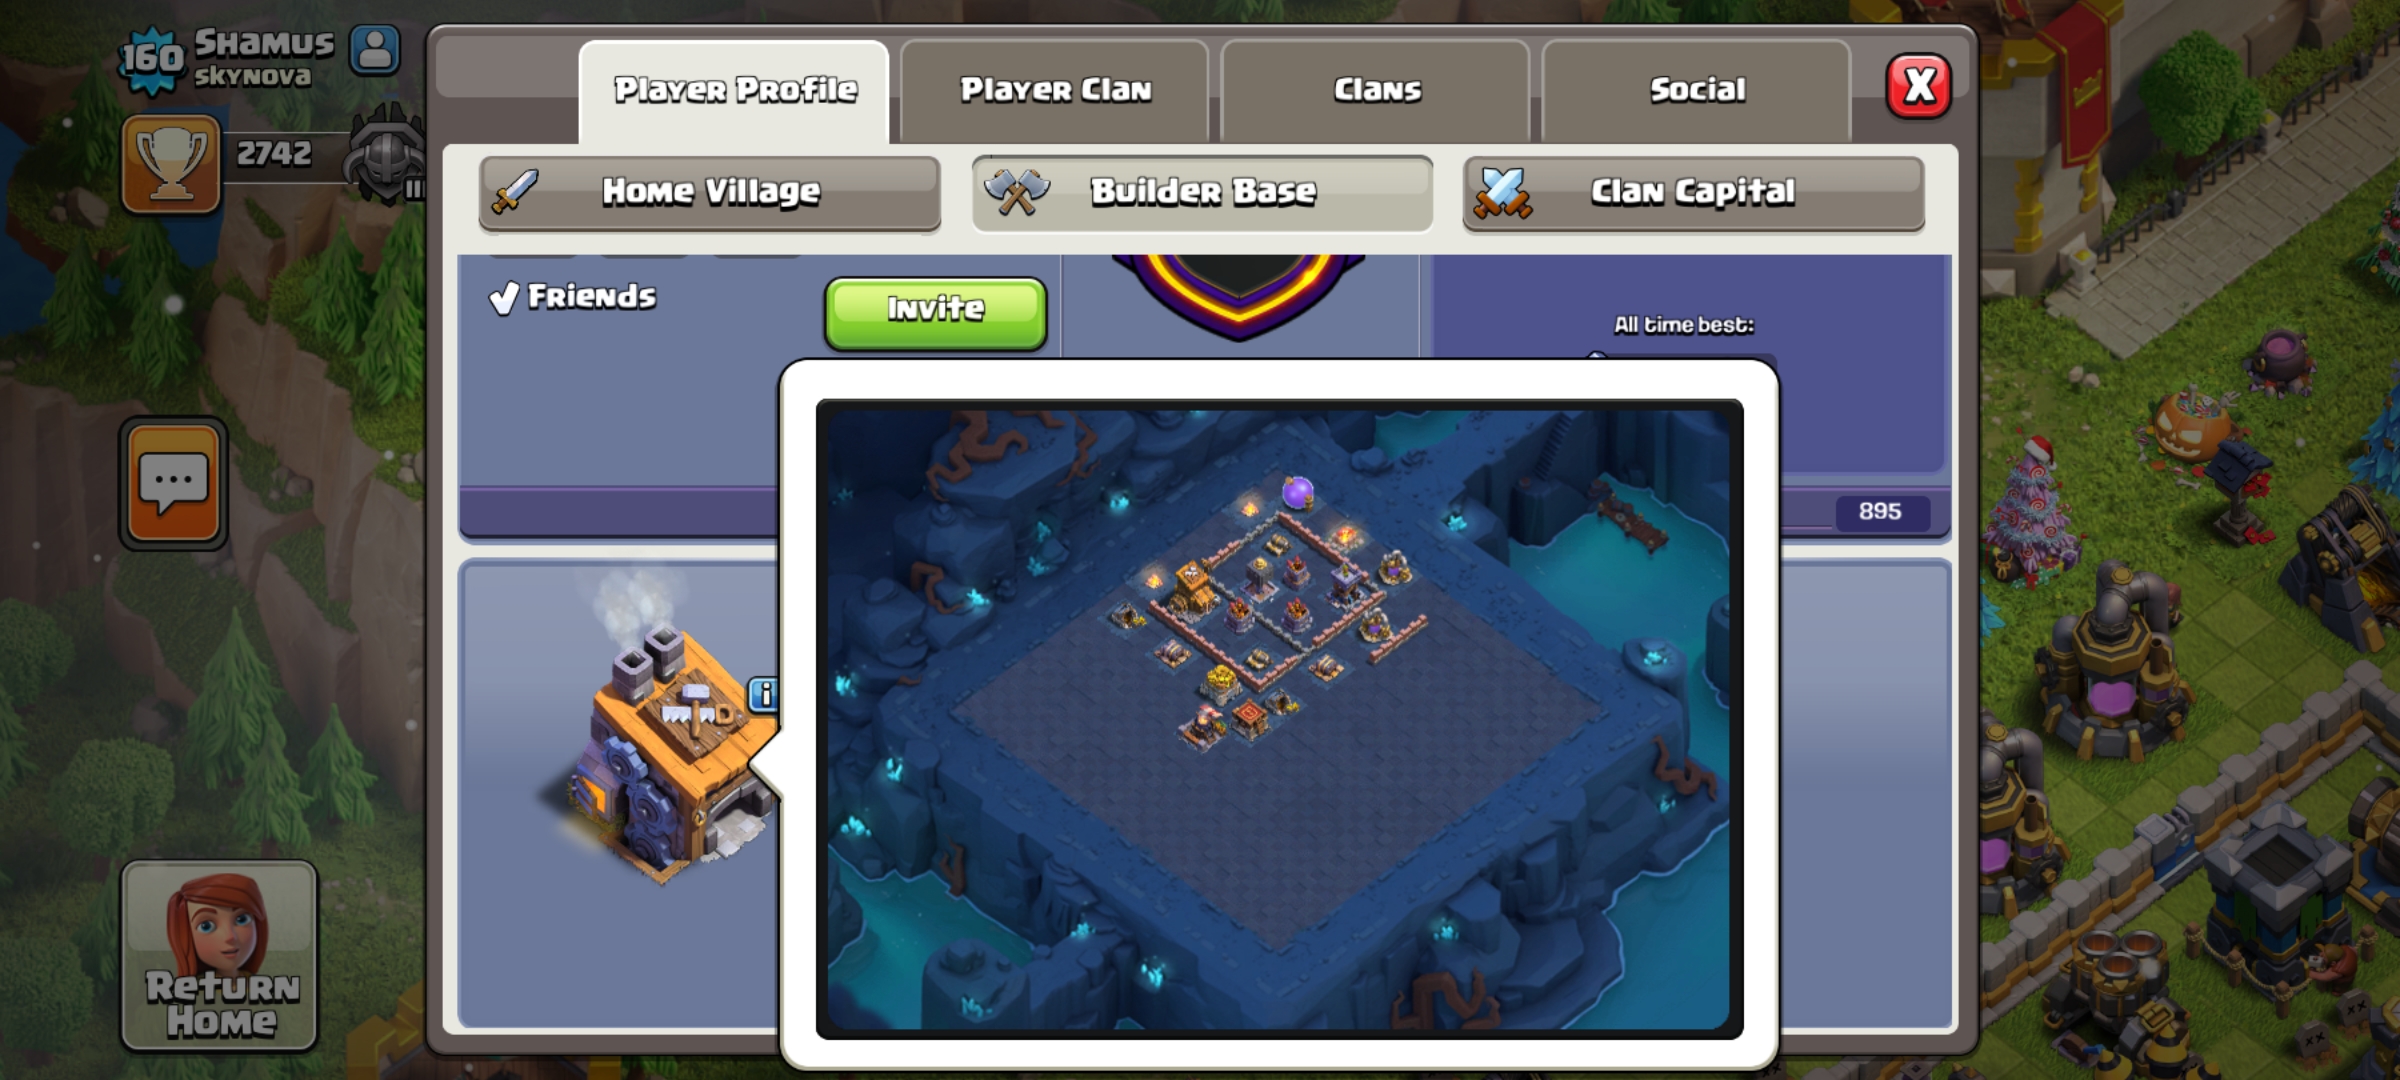 160 Shamus
skynova
2742
Player Profile
Player Clan
Clans
Social
X
Home Village
Builder Base
Clan Capital
Friends
Invite
All time best:
895
i
Return
Home